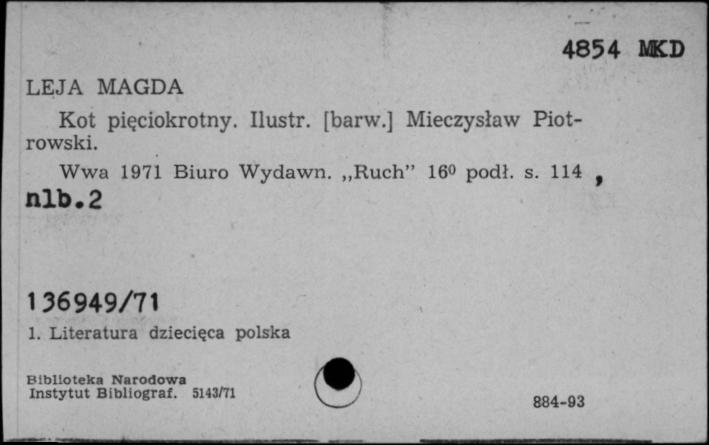 4854 MKD
LEJA MAGDA
Kot pięciokrotny. Ilustr. [barw.] Mieczysław Piot-
rowski.
Wwa 1971 Biuro Wydawn. „Ruch” 16⁰ podł. s. 114 ,
nlb.2
136949/71
1. Literatura dziecięca polska
Biblioteka Narodowa
Instytut Bibliograf. 5143/71
884-93